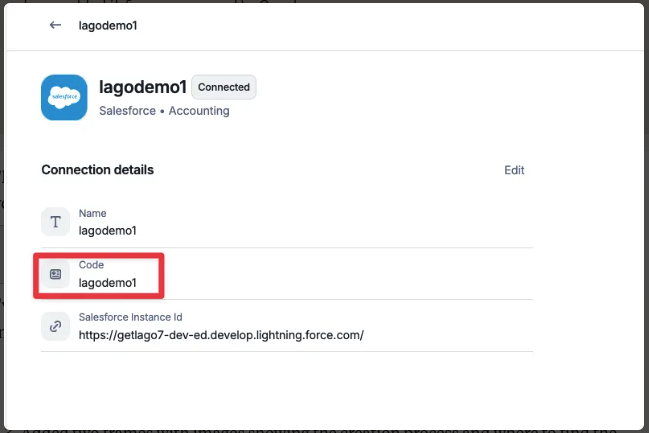 lagodemo1
salesforce
lagodemo1 Connected
Salesforce • Accounting
Connection details Edit
Name
lagodemo1
Code
lagodemo1
Salesforce Instance Id
https://getlago7-dev-ed.develop.lightning.force.com/